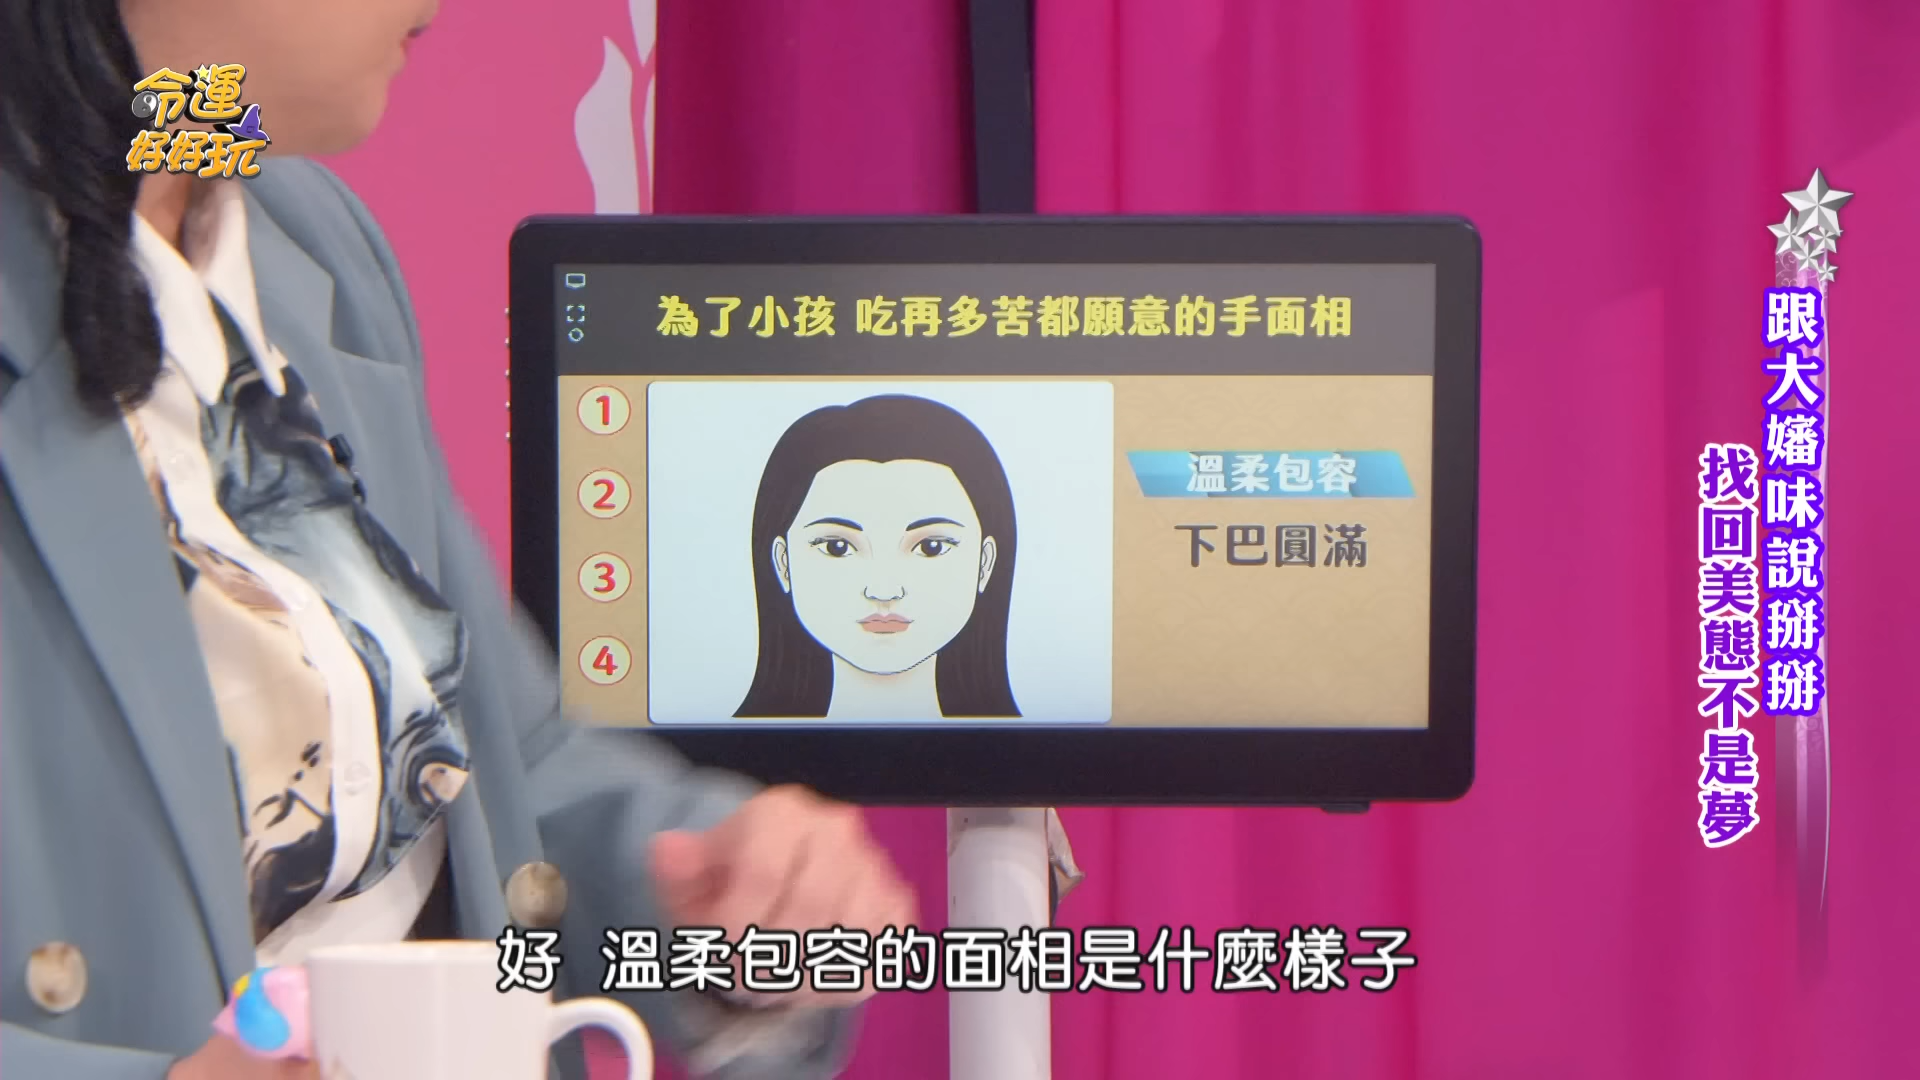 命運
好好玩
為了小孩 吃再多苦都願意的手面相
1
2
3
4
溫柔包容
下巴圓滿
跟大嬸味說掰掰
找回美態不是夢
好 溫柔包容的面相是什麼樣子